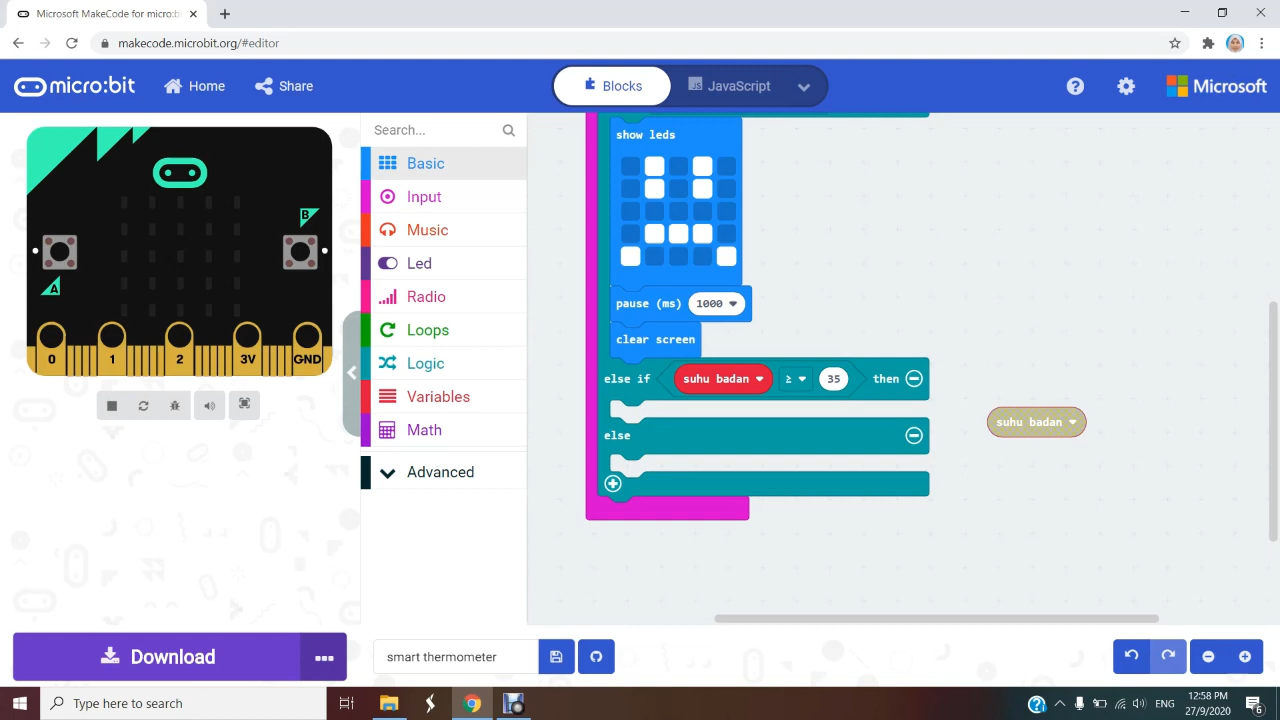 Microsoft MakeCode for micro:b
makecode.microbit.org/#editor
micro:bit
Home
Share
Blocks
JavaScript
Microsoft
Search...
Basic
Input
Music
Led
Radio
Loops
Logic
Variables
Math
Advanced
A
B
0 1 2 3V GND
show leds
pause (ms) 1000
clear screen
else if suhu badan ≥ 35 then
else
suhu badan
Download
smart thermometer
Type here to search
ENG
12:58 PM
27/9/2020
6